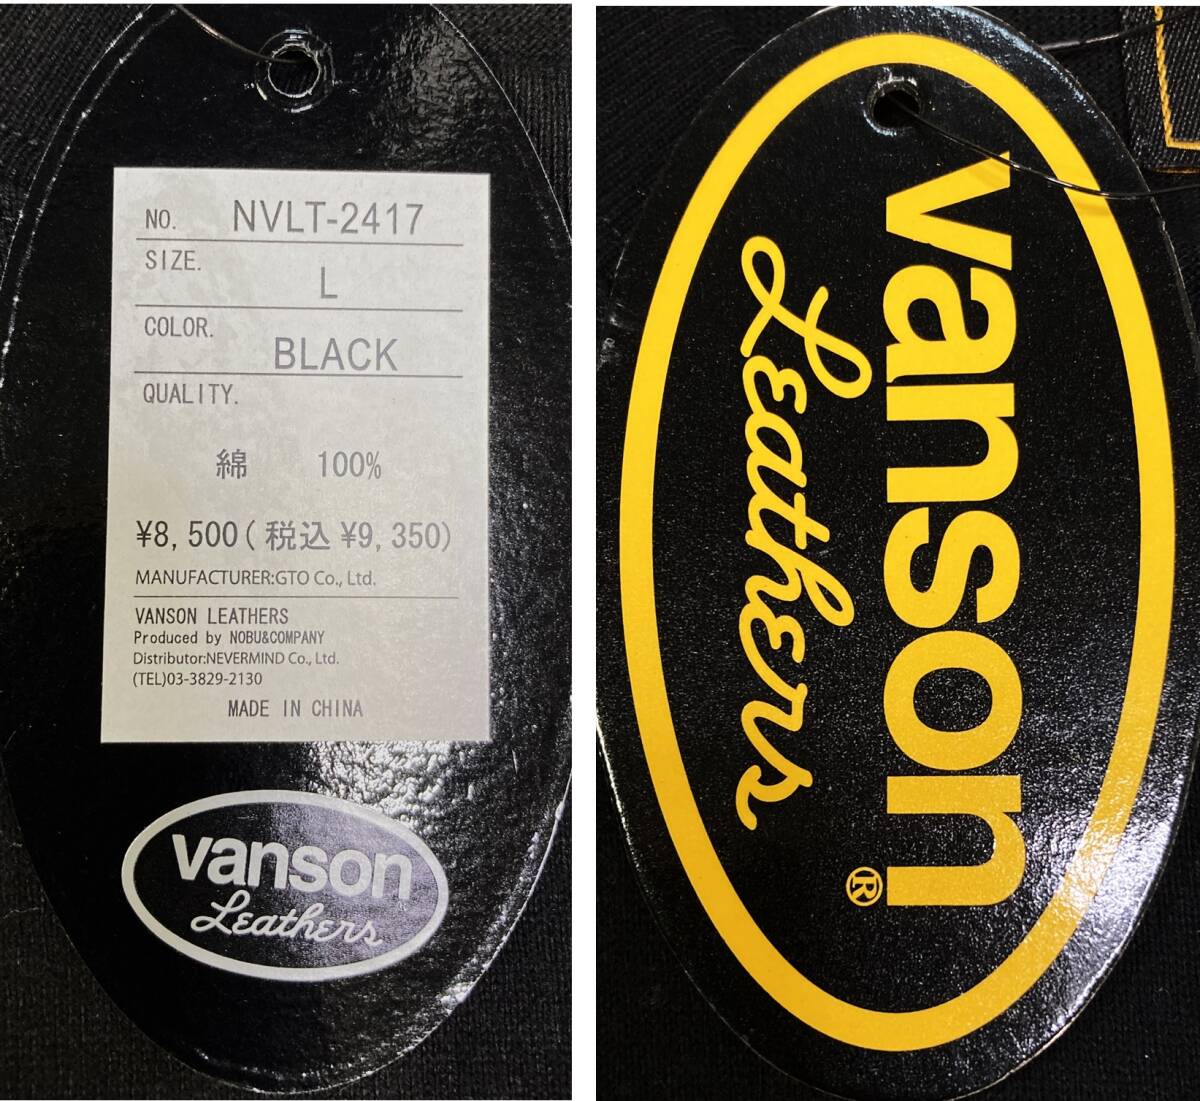 NO. NVLT-2417
SIZE.
L
COLOR.
BLACK
QUALITY.
綿 100%
¥8,500(税込¥9,350)
MANUFACTURER:GTO Co., Ltd.
VANSON LEATHERS
Produced by NOBU&COMPANY
Distributor:NEVERMIND Co., Ltd.
(TEL)03-3829-2130
MADE IN CHINA
vanson
Leathers
vanson®
Leathers